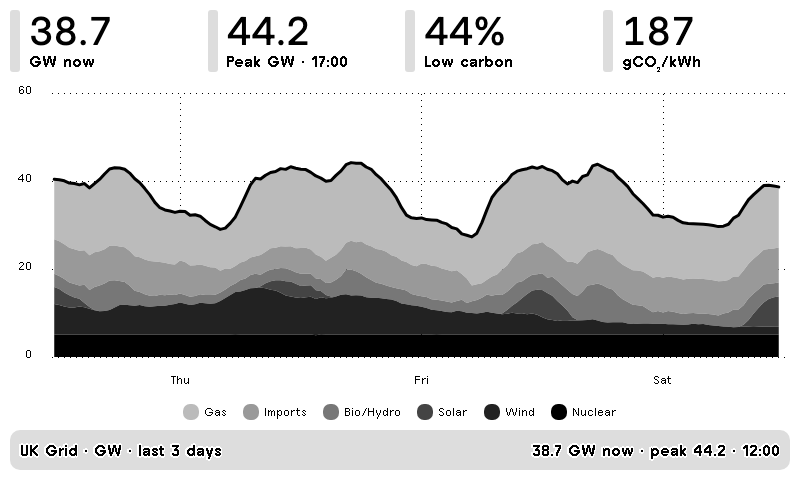 38.7
GW now
44.2
Peak GW · 17:00
44%
Low carbon
187
gCO₂/kWh
60
40
20
0
Thu
Fri
Sat
Gas
Imports
Bio/Hydro
Solar
Wind
Nuclear
UK Grid · GW · last 3 days
38.7 GW now · peak 44.2 · 12:00